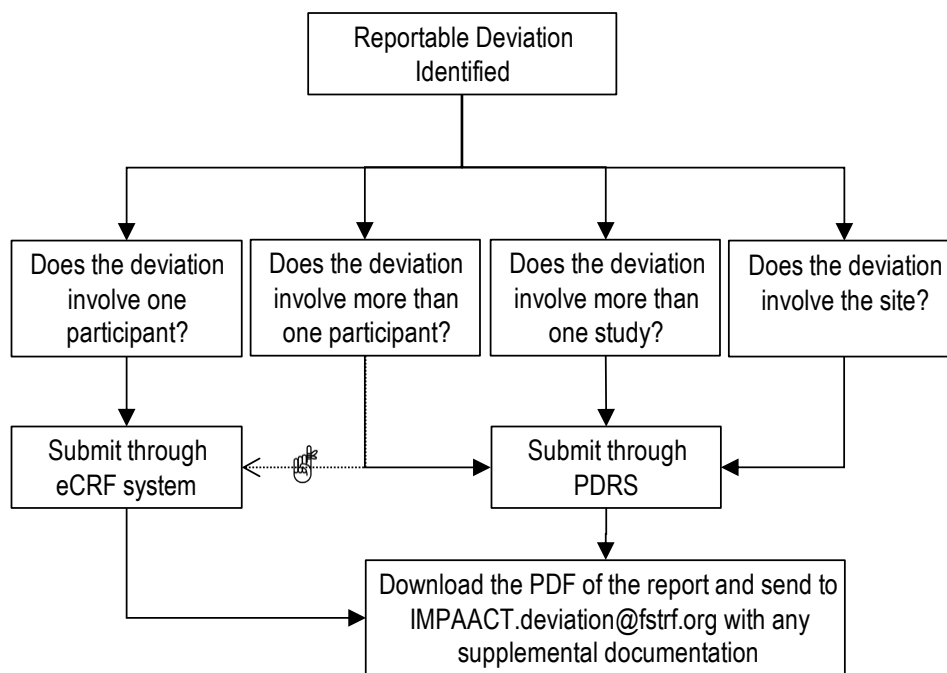 Reportable Deviation
Identified
Does the deviation
involve one
participant?
Does the deviation
involve more than
one participant?
Does the deviation
involve more than
one study?
Does the deviation
involve the site?
Submit through
eCRF system
Submit through
PDRS
Download the PDF of the report and send to
IMPAACT.deviation@fstrf.org with any
supplemental documentation